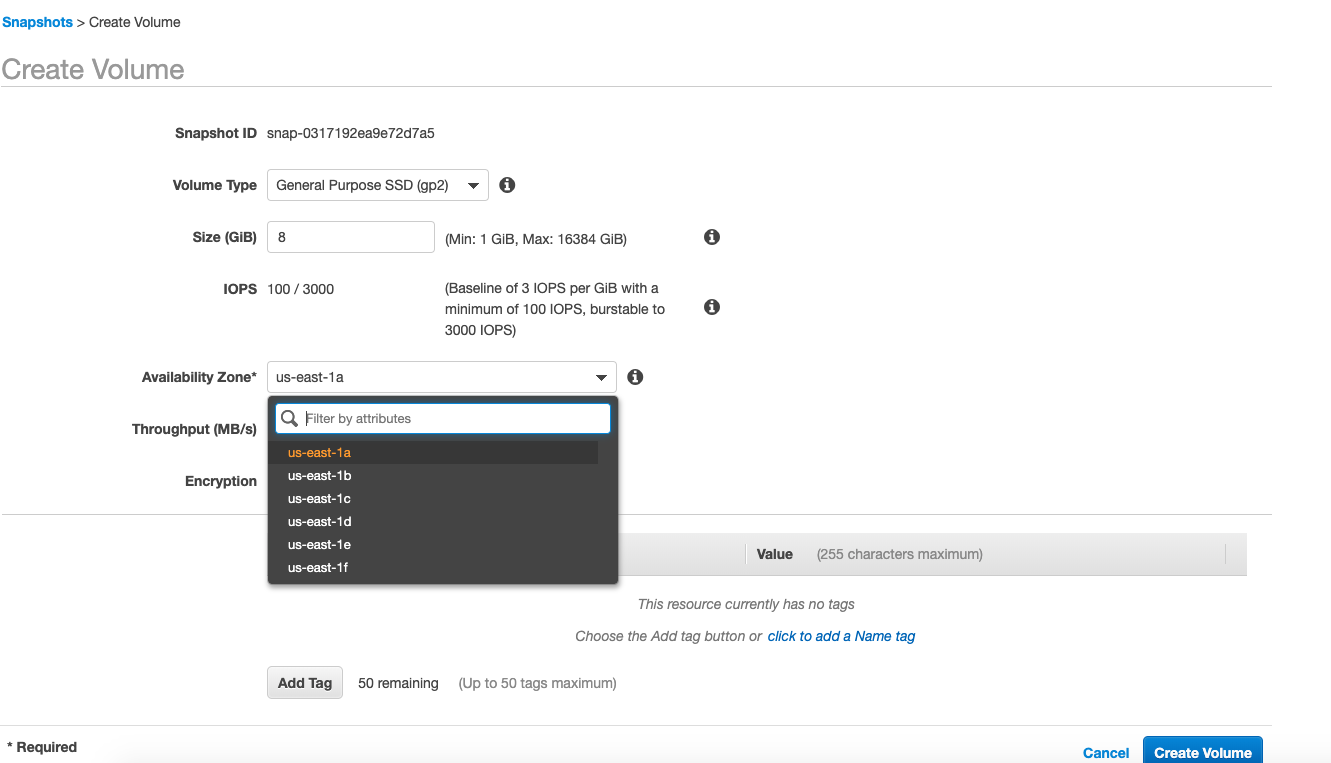 Snapshots > Create Volume
Create Volume
Snapshot ID snap-0317192ea9e72d7a5
Volume Type General Purpose SSD (gp2)
Size (GiB) 8 (Min: 1 GiB, Max: 16384 GiB)
IOPS 100 / 3000 (Baseline of 3 IOPS per GiB with a
minimum of 100 IOPS, burstable to
3000 IOPS)
Availability Zone* us-east-1a
Filter by attributes
Throughput (MB/s)
us-east-1a
us-east-1b
Encryption
us-east-1c
us-east-1d
us-east-1e
us-east-1f
Value (255 characters maximum)
This resource currently has no tags
Choose the Add tag button or click to add a Name tag
Add Tag 50 remaining (Up to 50 tags maximum)
* Required
Cancel Create Volume